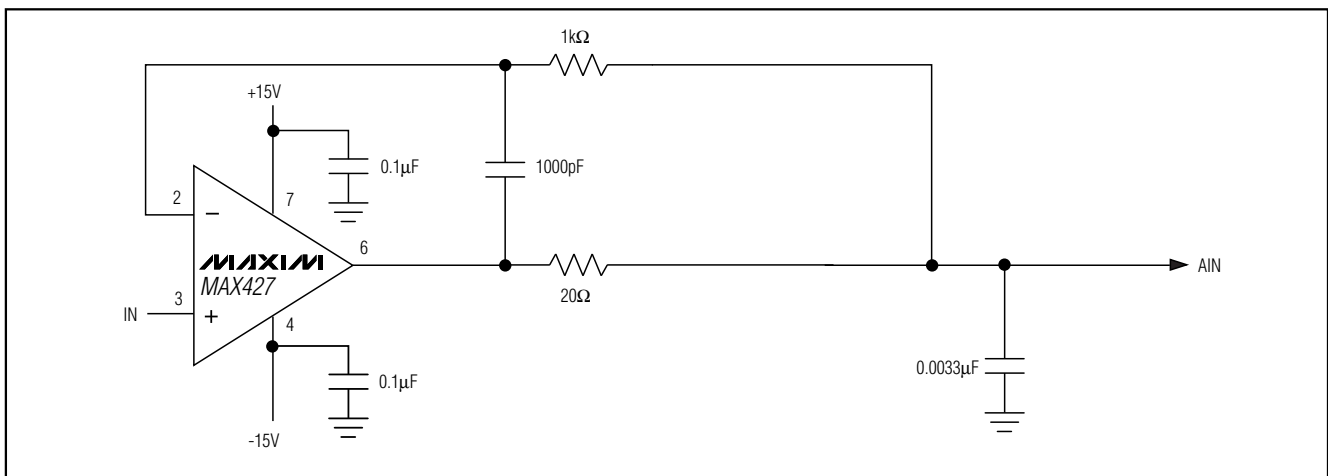 1kΩ
+15V
0.1µF
1000pF
2
7
−
6
MAXIM
MAX427
20Ω
AIN
3
IN
+
4
0.0033µF
0.1µF
-15V